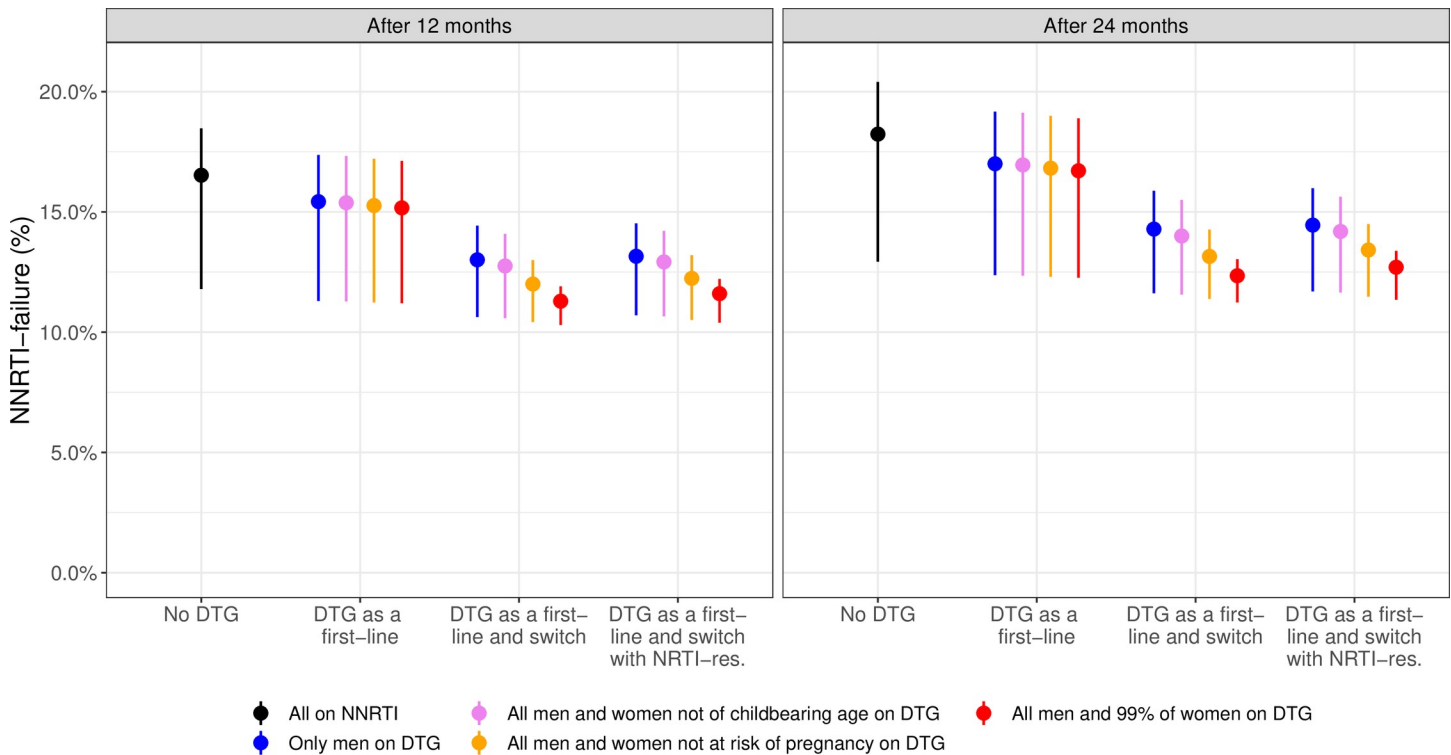 After 12 months
After 24 months
NNRTI−failure (%)
20.0%
15.0%
10.0%
5.0%
0.0%
No DTG
DTG as a
first−line
DTG as a first−
line and switch
DTG as a first−
line and switch
with NRTI−res.
No DTG
DTG as a
first−line
DTG as a first−
line and switch
DTG as a first−
line and switch
with NRTI−res.
All on NNRTI
Only men on DTG
All men and women not of childbearing age on DTG
All men and women not at risk of pregnancy on DTG
All men and 99% of women on DTG